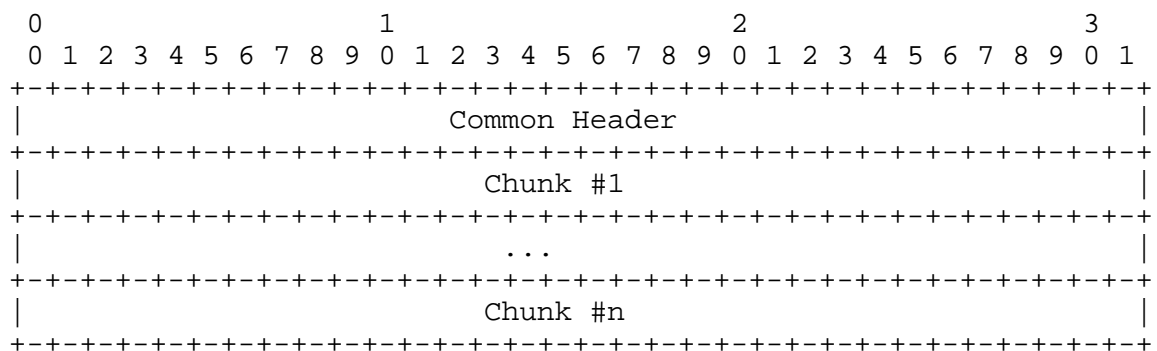 0                   1                   2                   3
 0 1 2 3 4 5 6 7 8 9 0 1 2 3 4 5 6 7 8 9 0 1 2 3 4 5 6 7 8 9 0 1
+-+-+-+-+-+-+-+-+-+-+-+-+-+-+-+-+-+-+-+-+-+-+-+-+-+-+-+-+-+-+-+-+
|                        Common Header                          |
+-+-+-+-+-+-+-+-+-+-+-+-+-+-+-+-+-+-+-+-+-+-+-+-+-+-+-+-+-+-+-+-+
|                          Chunk #1                             |
+-+-+-+-+-+-+-+-+-+-+-+-+-+-+-+-+-+-+-+-+-+-+-+-+-+-+-+-+-+-+-+-+
|                           ...                                 |
+-+-+-+-+-+-+-+-+-+-+-+-+-+-+-+-+-+-+-+-+-+-+-+-+-+-+-+-+-+-+-+-+
|                          Chunk #n                             |
+-+-+-+-+-+-+-+-+-+-+-+-+-+-+-+-+-+-+-+-+-+-+-+-+-+-+-+-+-+-+-+-+